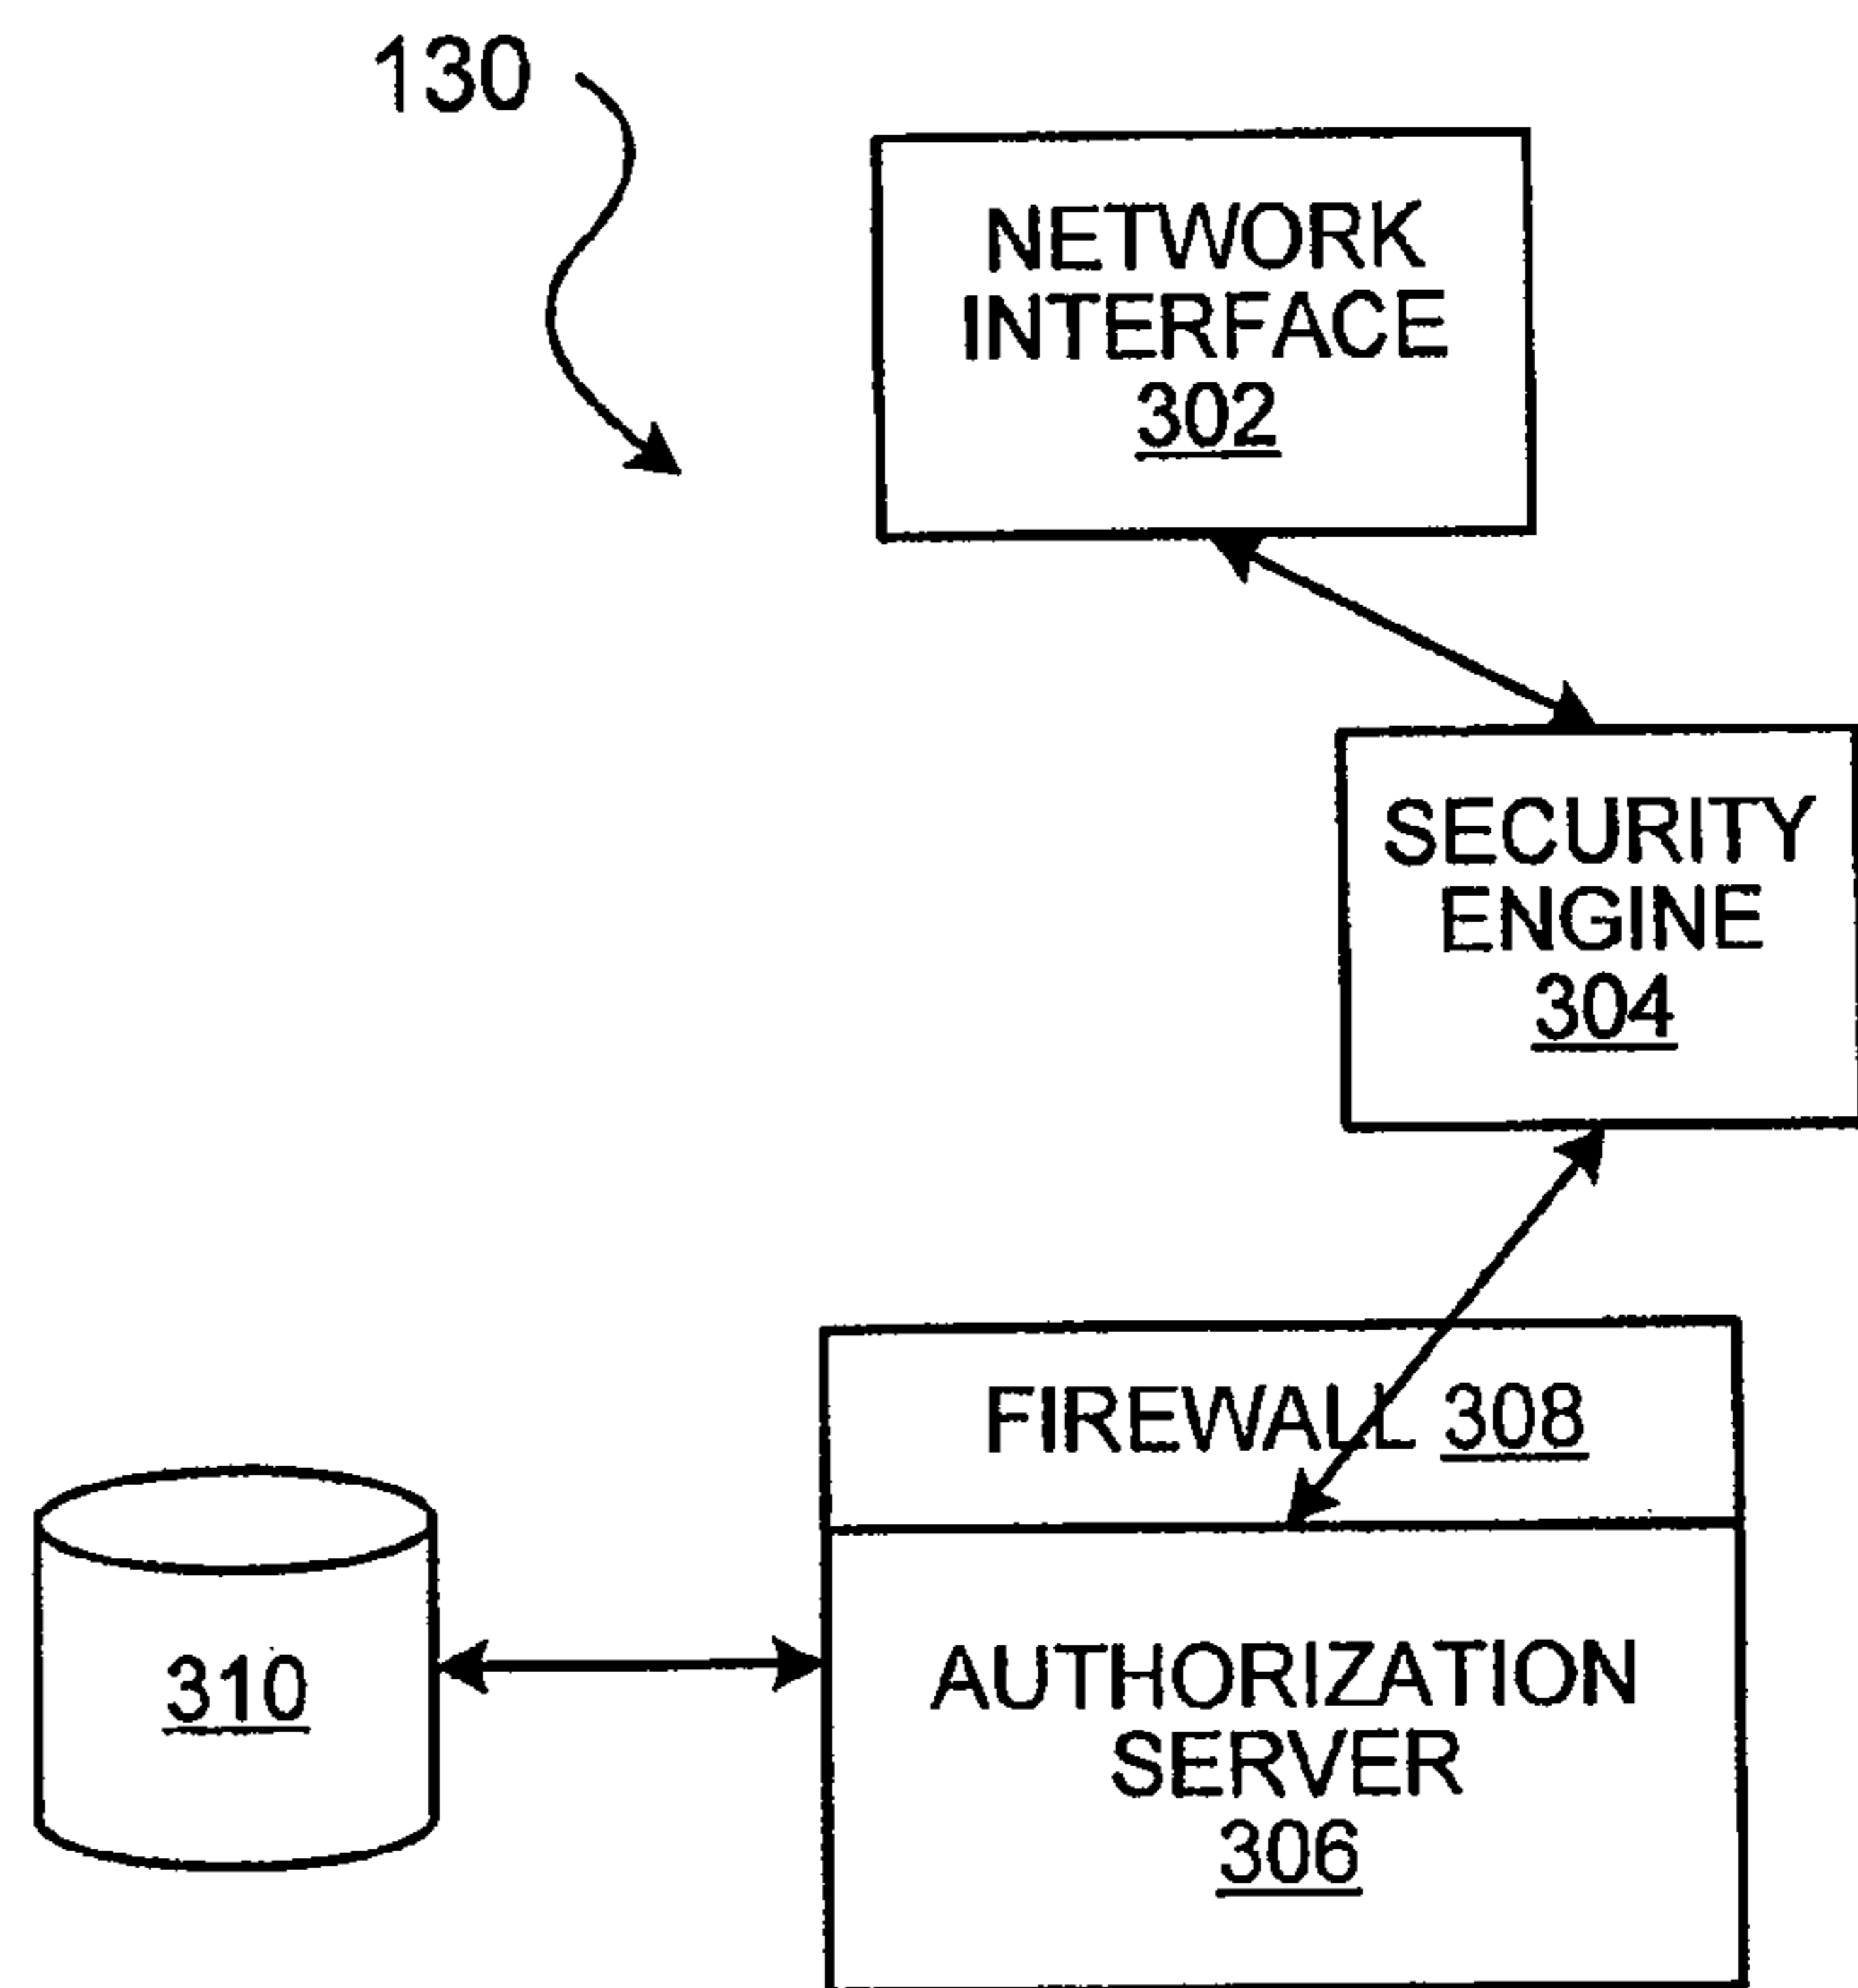 130
NETWORK
INTERFACE
302
SECURITY
ENGINE
304
FIREWALL 308
310
AUTHORIZATION
SERVER
306